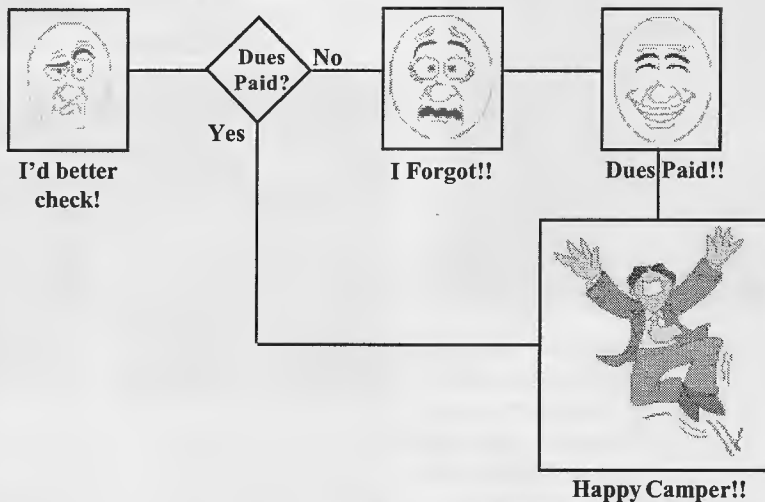 Dues
Paid?
No
Yes
I'd better
check!
I Forgot!!
Dues Paid!!
Happy Camper!!